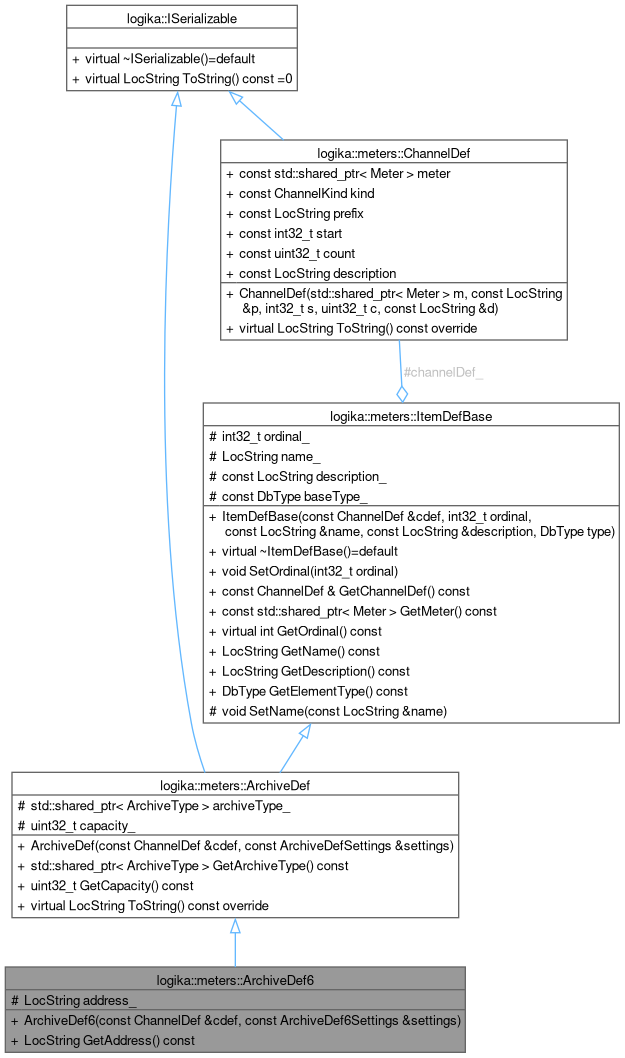 logika::ISerializable
+ virtual ~ISerializable()=default
+ virtual LocString ToString() const =0
logika::meters::ChannelDef
+ const std::shared_ptr< Meter > meter
+ const ChannelKind kind
+ const LocString prefix
+ const int32_t start
+ const uint32_t count
+ const LocString description
+ ChannelDef(std::shared_ptr< Meter > m, const LocString
&p, int32_t s, uint32_t c, const LocString &d)
+ virtual LocString ToString() const override
#channelDef_
logika::meters::ItemDefBase
# int32_t ordinal_
# LocString name_
# const LocString description_
# const DbType baseType_
+ ItemDefBase(const ChannelDef &cdef, int32_t ordinal,
const LocString &name, const LocString &description, DbType type)
+ virtual ~ItemDefBase()=default
+ void SetOrdinal(int32_t ordinal)
+ const ChannelDef & GetChannelDef() const
+ const std::shared_ptr< Meter > GetMeter() const
+ virtual int GetOrdinal() const
+ LocString GetName() const
+ LocString GetDescription() const
+ DbType GetElementType() const
# void SetName(const LocString &name)
logika::meters::ArchiveDef
# std::shared_ptr< ArchiveType > archiveType_
# uint32_t capacity_
+ ArchiveDef(const ChannelDef &cdef, const ArchiveDefSettings &settings)
+ std::shared_ptr< ArchiveType > GetArchiveType() const
+ uint32_t GetCapacity() const
+ virtual LocString ToString() const override
logika::meters::ArchiveDef6
# LocString address_
+ ArchiveDef6(const ChannelDef &cdef, const ArchiveDef6Settings &settings)
+ LocString GetAddress() const